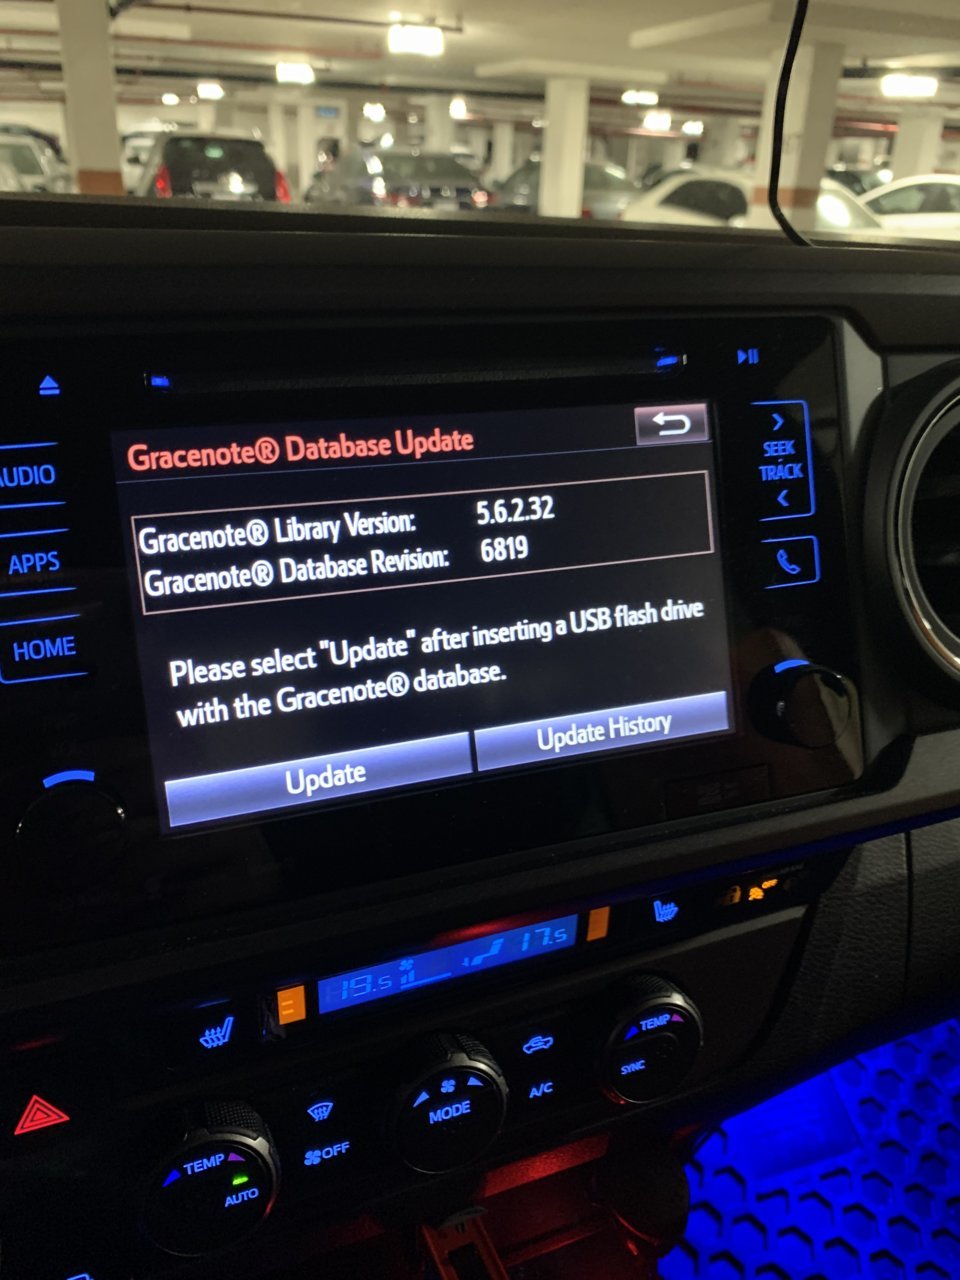 AUDIO
APPS
HOME
SEEK
TRACK
Gracenote® Database Update
Gracenote® Library Version: 5.6.2.32
Gracenote® Database Revision: 6819
Please select "Update" after inserting a USB flash drive
with the Gracenote® database.
Update
Update History
19.5
17.5
OFF
TEMP
SYNC
A/C
MODE
OFF
TEMP
AUTO